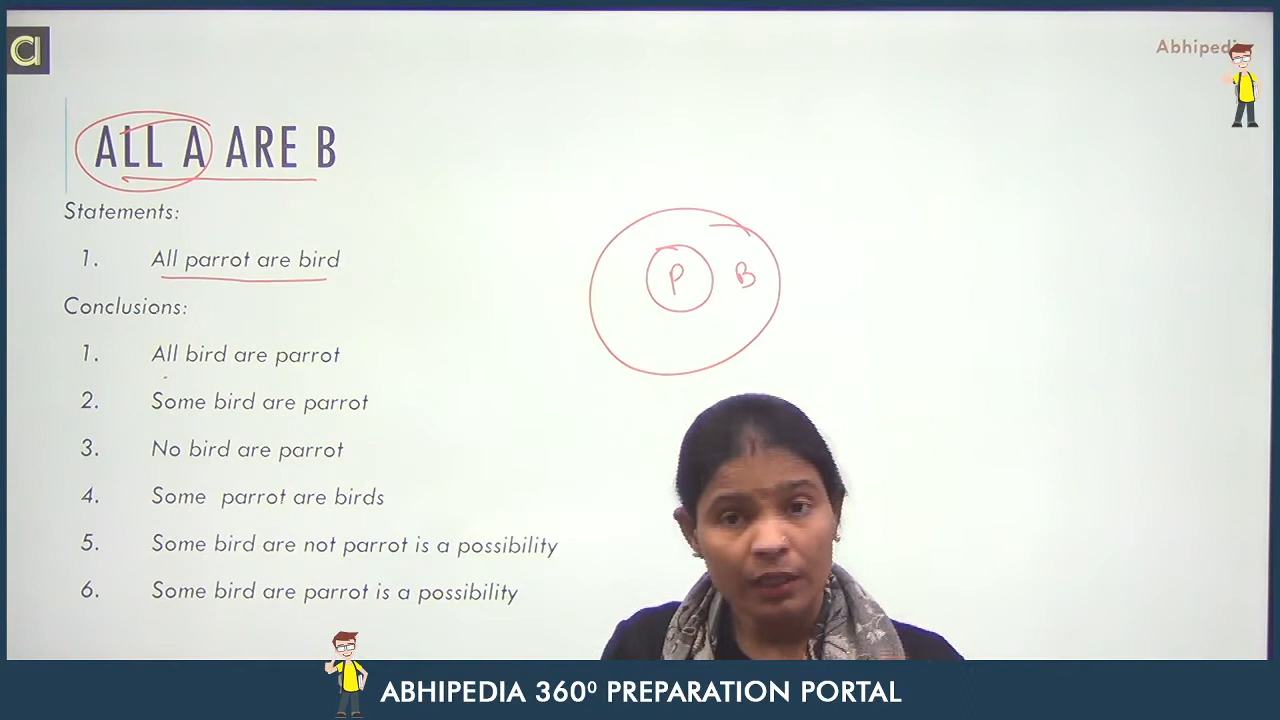 a
Abhipedi
ALL A ARE B
Statements:
1. All parrot are bird
Conclusions:
1. All bird are parrot
2. Some bird are parrot
3. No bird are parrot
4. Some parrot are birds
5. Some bird are not parrot is a possibility
6. Some bird are parrot is a possibility
P B
ABHIPEDIA 360⁰ PREPARATION PORTAL